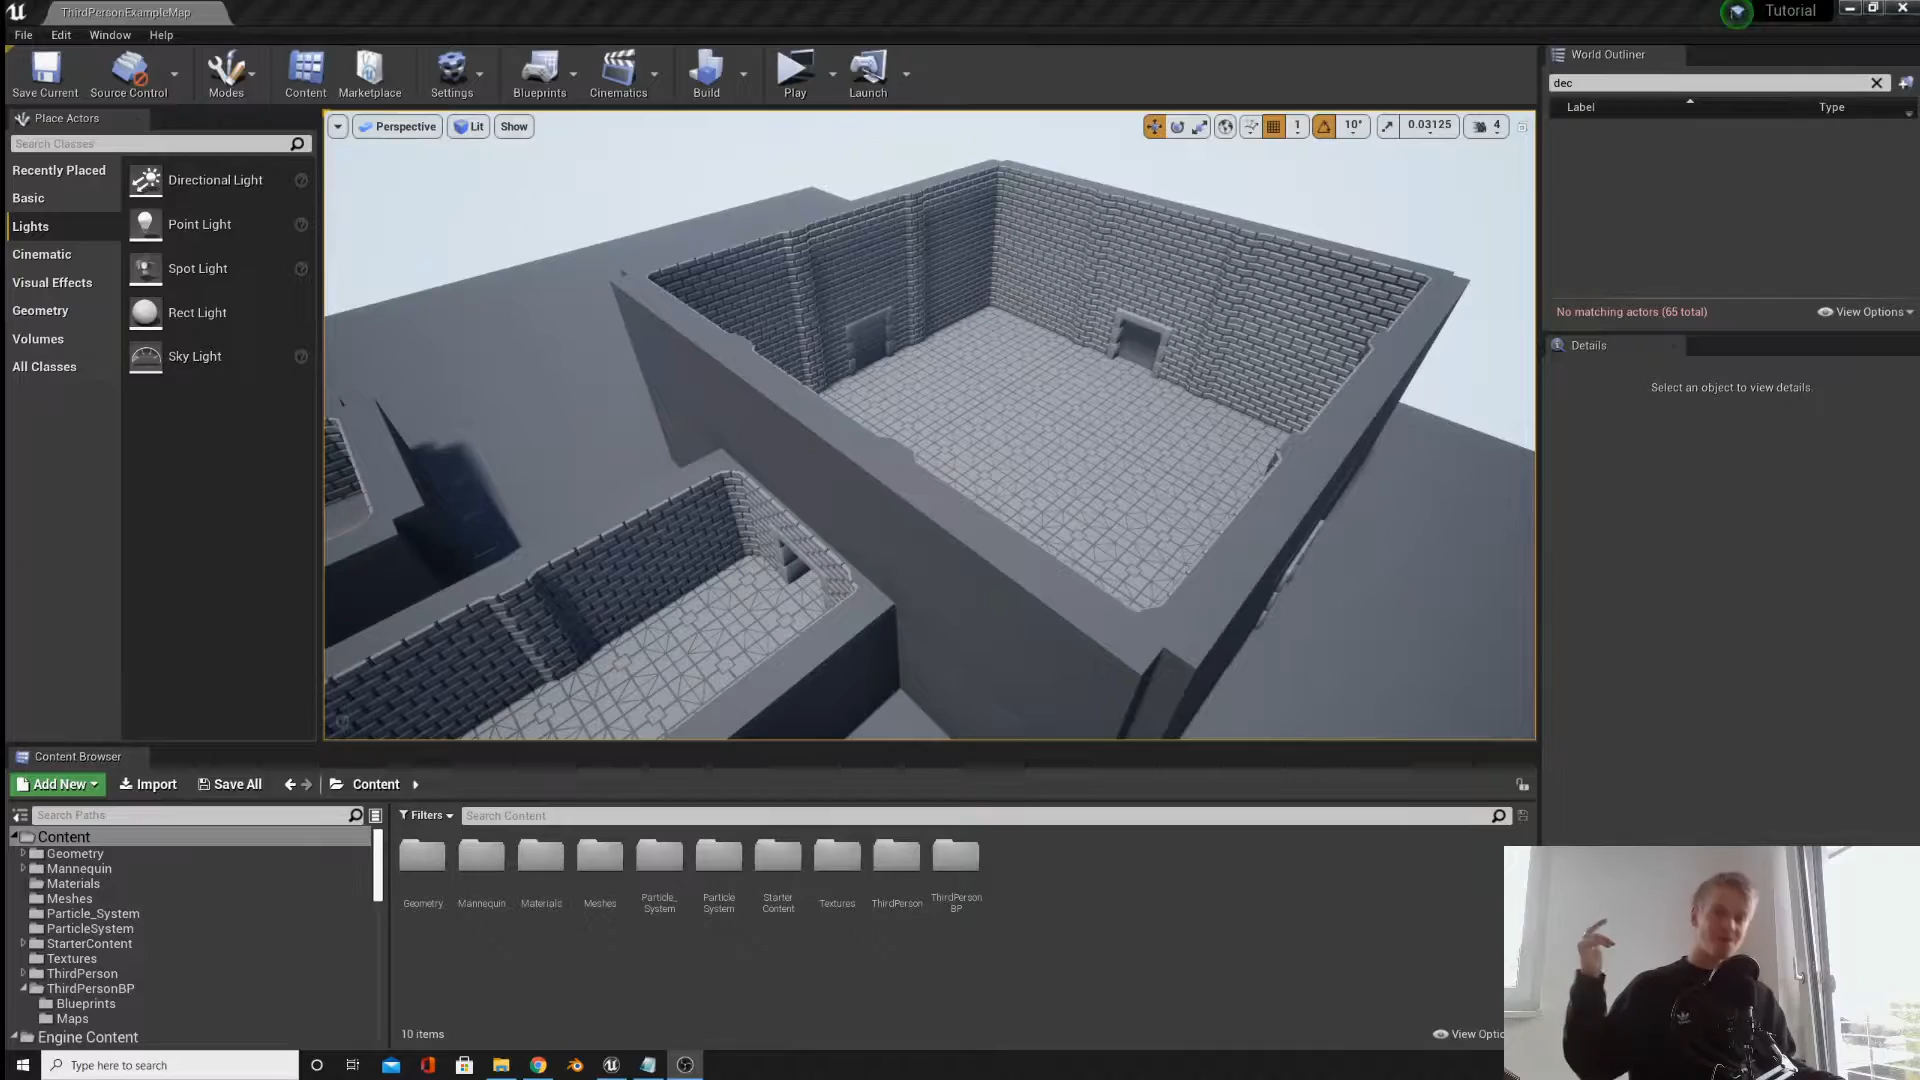 ThirdPersonExampleMap
Tutorial
File Edit Window Help
Save Current
Source Control
Modes
Content
Marketplace
Settings
Blueprints
Cinematics
Build
Play
Launch
World Outliner
dec
Label
Type
Place Actors
Search Classes
Recently Placed
Basic
Lights
Cinematic
Visual Effects
Geometry
Volumes
All Classes
Directional Light
Point Light
Spot Light
Rect Light
Sky Light
Perspective
Lit
Show
1
10°
0.03125
4
No matching actors (65 total)
View Options
Details
Select an object to view details.
Content Browser
Add New
Import
Save All
Content
Search Paths
Filters
Search Content
Content
Geometry
Mannequin
Materials
Meshes
Particle_System
ParticleSystem
StarterContent
Textures
ThirdPerson
ThirdPersonBP
Blueprints
Maps
Engine Content
Geometry
Mannequin
Materials
Meshes
Particle_
System
Particle
System
Starter
Content
Textures
ThirdPerson
ThirdPerson
BP
10 items
View Optio
Type here to search